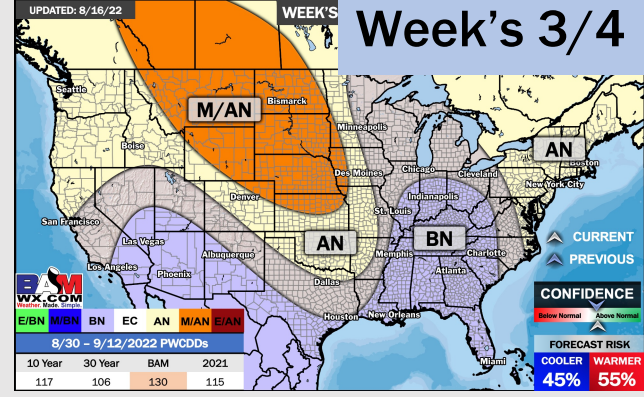 UPDATED: 8/16/22
WEEK'S
Week's 3/4
Seattle
Bismarck
M/AN
Minneapolis
AN
Boston
Boise
Des Moines
Chicago
Cleveland
New York City
Denver
Indianapolis
San Francisco
St. Louis
Las Vegas
AN
BN
CURRENT
Albuquerque
Memphis
Charlotte
PREVIOUS
Los Angeles
Phoenix
Atlanta
Dallas
BAM
WX.COM
Weather. Made. Simple.
CONFIDENCE
Houston
New Orleans
Below Normal
Above Normal
E/BN M/BN BN EC AN M/AN E/AN
8/30 – 9/12/2022 PWCDDs
FORECAST RISK
10 Year 30 Year BAM 2021
Miami
COOLER WARMER
117 106 130 115
45% 55%